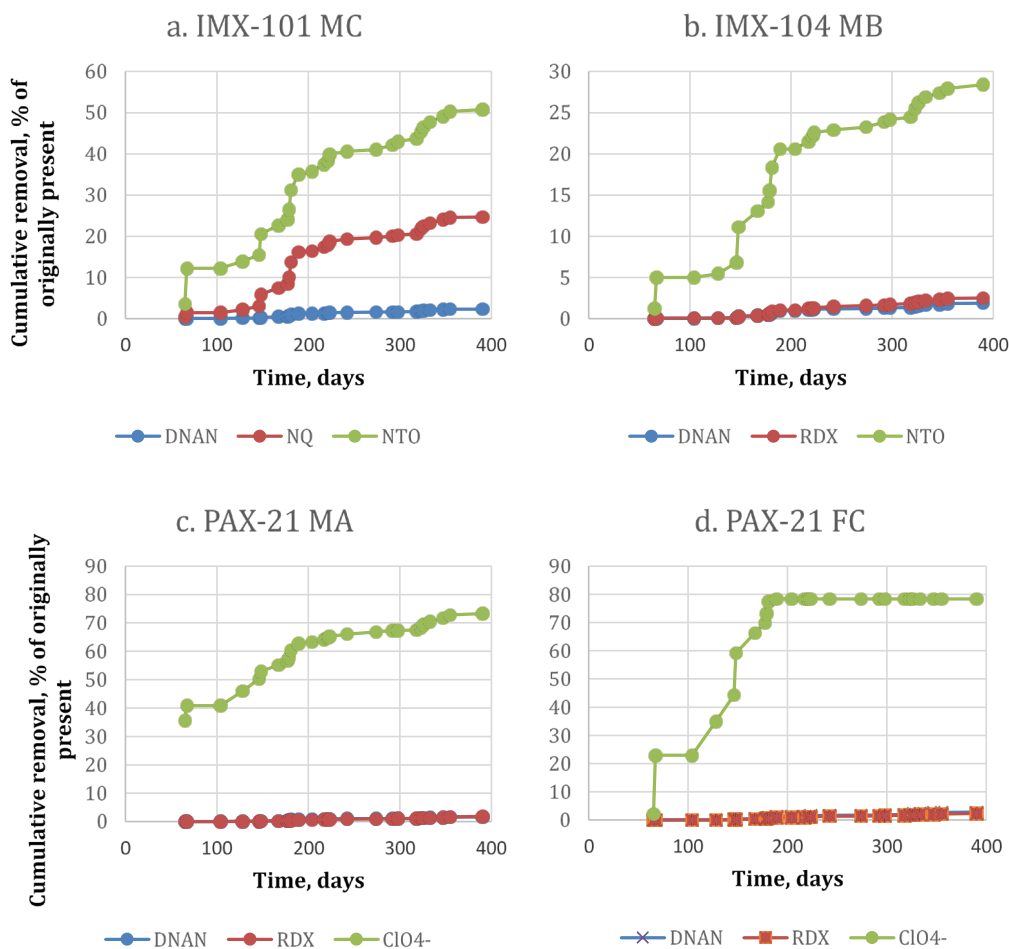 a. IMX-101 MC
Cumulative removal, % of
originally present
60
50
40
30
20
10
0
0 100 200 300 400
Time, days
DNAN NQ NTO
b. IMX-104 MB
30
25
20
15
10
5
0
0 100 200 300 400
Time, days
DNAN RDX NTO
c. PAX-21 MA
Cumulative removal, % of originally
present
90
80
70
60
50
40
30
20
10
0
0 100 200 300 400
Time, days
DNAN RDX ClO4-
d. PAX-21 FC
90
80
70
60
50
40
30
20
10
0
0 100 200 300 400
Time, days
DNAN RDX ClO4-